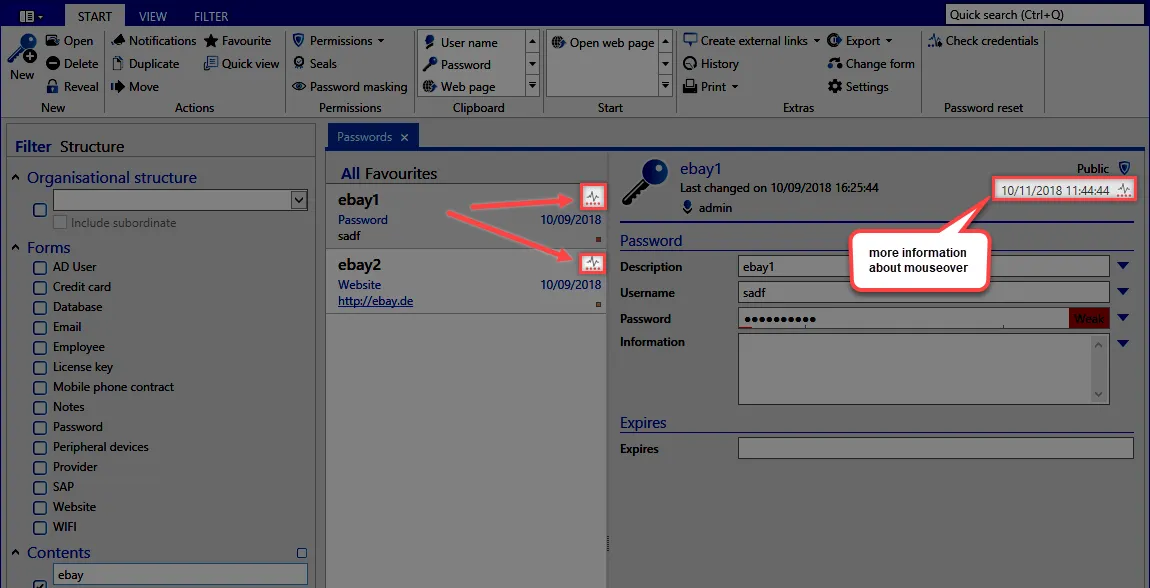 START VIEW FILTER
Quick search (Ctrl+Q)
New
Open
Delete
Reveal
New
Notifications
Duplicate
Move
Favourite
Quick view
Actions
Permissions
Seals
Password masking
Permissions
User name
Password
Web page
Clipboard
Open web page
Start
Create external links
History
Print
Export
Change form
Settings
Extras
Check credentials
Password reset
Filter Structure
Organisational structure
Include subordinate
Forms
AD User
Credit card
Database
Email
Employee
License key
Mobile phone contract
Notes
Password
Peripheral devices
Provider
SAP
Website
WIFI
Contents
ebay
Passwords
All Favourites
ebay1
Password 10/09/2018
sadf
ebay2
Website 10/09/2018
http://ebay.de
ebay1
Public
Last changed on 10/09/2018 16:25:44
10/11/2018 11:44:44
admin
more information
about mouseover
Password
Description ebay1
Username sadf
Password ●●●●●●●●●● Weak
Information
Expires
Expires